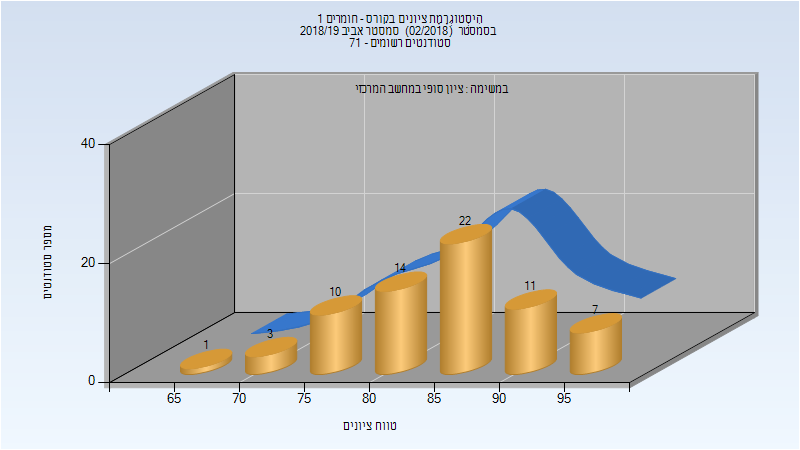 היסטוגרמת ציונים בקורס - חומרים 1
בסמסטר (02/2018) סמסטר אביב 2018/19
סטודנטים רשומים - 71
במשימה : ציון סופי במחשב המרכזי
מספר סטודנטים
40
20
0
1
3
10
14
22
11
7
65
70
75
80
85
90
95
טווח ציונים